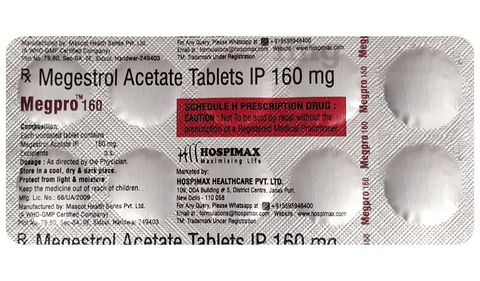 Manufactured by: Mascot Health Series Pvt. Ltd.
(A WHO-GMP Certified Company)
Plot No. 79,80, Sec-6A, IIE, Sidcul, Haridwar-249403
For Any Query, Please Whatsapp at +919595946400
Email at : formulations@hospimax.com Website : www.hospimax.com
TM: Trademark Under Registration
Rx Megestrol Acetate Tablets IP 160 mg
Megpro™ 160
Composition:
Each uncoated tablet contains
Megestrol Acetate IP 160 mg
Excipients q.s.
Dosage : As directed by the Physician.
Store in a cool, dry & dark place.
Protect from light & moisture
Keep the medicine out of reach of children.
Mfg. Lic. No.: 68/UA/2009
Manufactured by: Mascot Health Series Pvt. Ltd.
(A WHO-GMP Certified Company)
Plot No. 79,80, Sec-6A, IIE, Sidcul, Haridwar-249403
SCHEDULE H PRESCRIPTION DRUG :
CAUTION : Not To be sold by retail without the
prescription of a Registered Medical Practitioner
HOSPIMAX
Maximising Life
Marketed by:
HOSPIMAX HEALTHCARE PVT. LTD.
109, DDA Building # 5, District Centre, Janak Puri,
New Delhi - 110 058
For Any Query, Please Whatsapp at +919595946400
Email at : formulations@hospimax.com Website : www.hospimax.com
TM: Trademark Under Registration
Megpro 160
Megpro 160
Rx Megestrol Acetate Tablets IP 160 mg